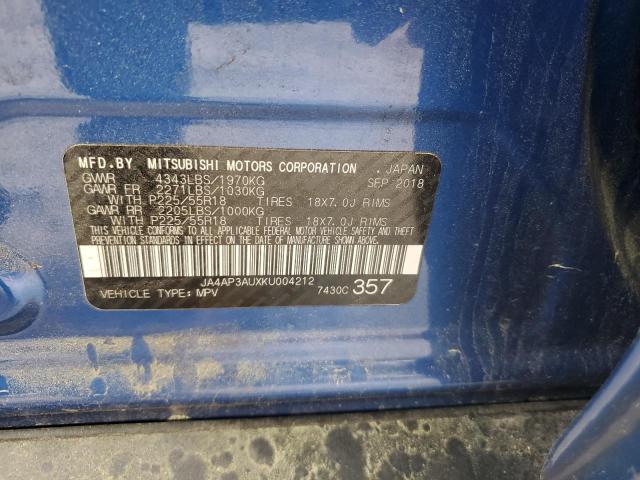 MFD.BY MITSUBISHI MOTORS CORPORATION , JAPAN
GVWR 4343LBS/1970KG SEP 2018
GAWR FR 2271LBS/1030KG
WITH P225/55R18 TIRES 18X7.0J RIMS
GAWR RR 2205LBS/1000KG
WITH P225/55R18 TIRES 18X7.0J RIMS
THIS VEHICLE CONFORMS TO ALL APPLICABLE FEDERAL MOTOR VEHICLE SAFETY, BUMPER AND THEFT
PREVENTION STANDARDS IN EFFECT ON THE DATE OF MANUFACTURE SHOWN ABOVE.
JA4AP3AUXKU004212
VEHICLE TYPE: MPV 7430C 357